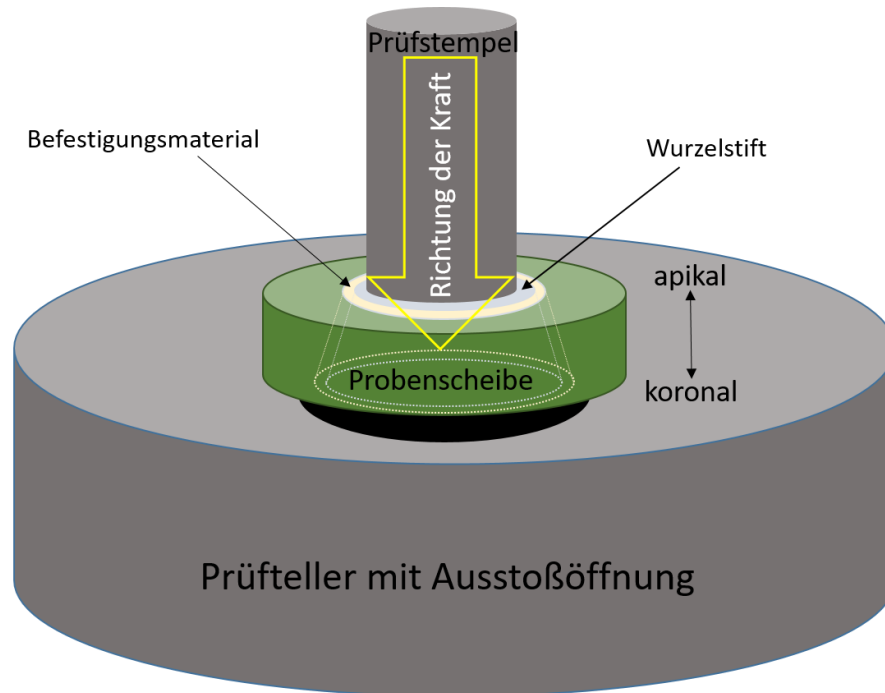 Prüfstempel
Richtung der Kraft
Befestigungsmaterial
Wurzelstift
apikal
koronal
Probenscheibe
Prüfteller mit Ausstoßöffnung